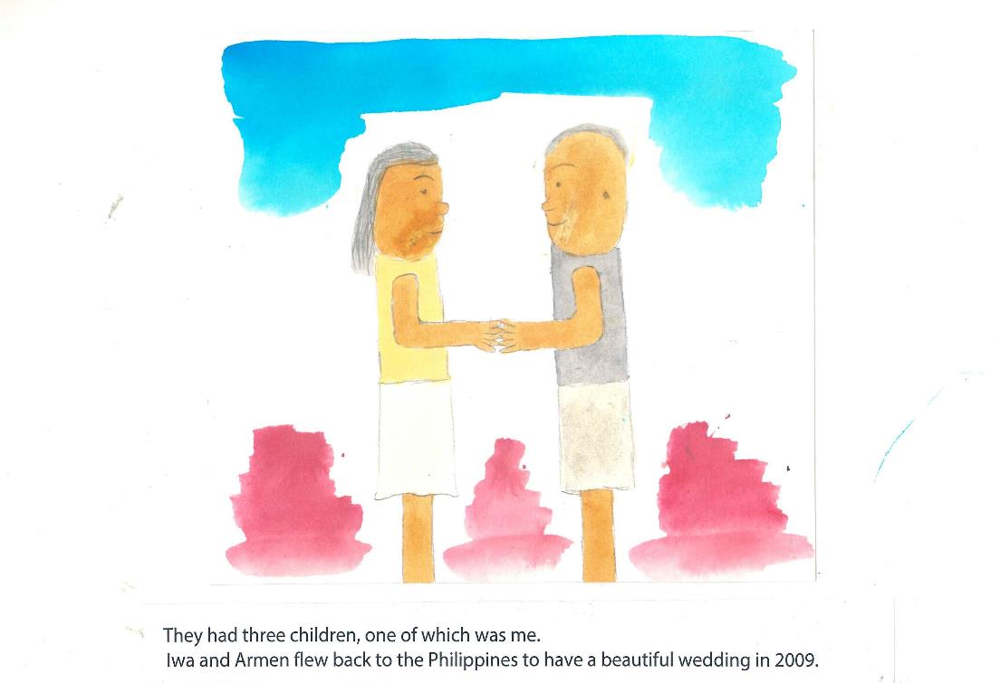 They had three children, one of which was me.
Iwa and Armen flew back to the Philippines to have a beautiful wedding in 2009.